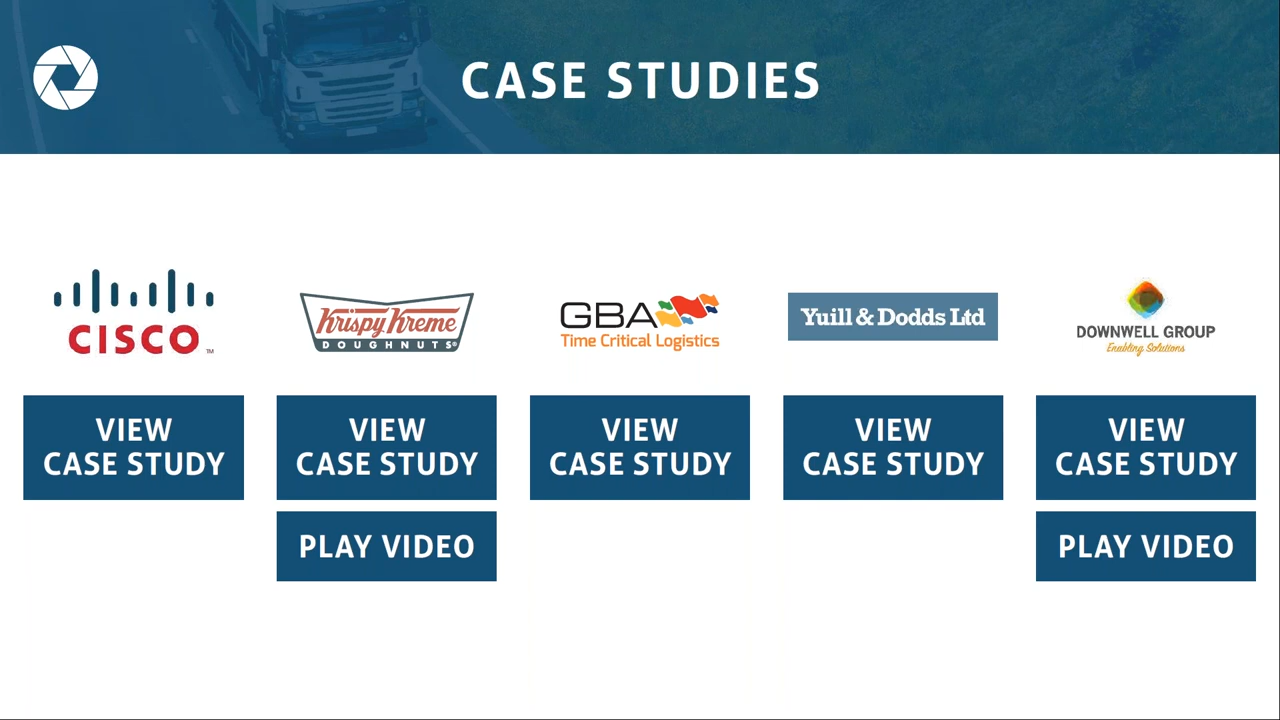 CASE STUDIES
CISCO™
Krispy Kreme
DOUGHNUTS®
GBA
Time Critical Logistics
Yuill & Dodds Ltd
DOWNWELL GROUP
Enabling Solutions
VIEW
CASE STUDY
VIEW
CASE STUDY
VIEW
CASE STUDY
VIEW
CASE STUDY
VIEW
CASE STUDY
PLAY VIDEO
PLAY VIDEO